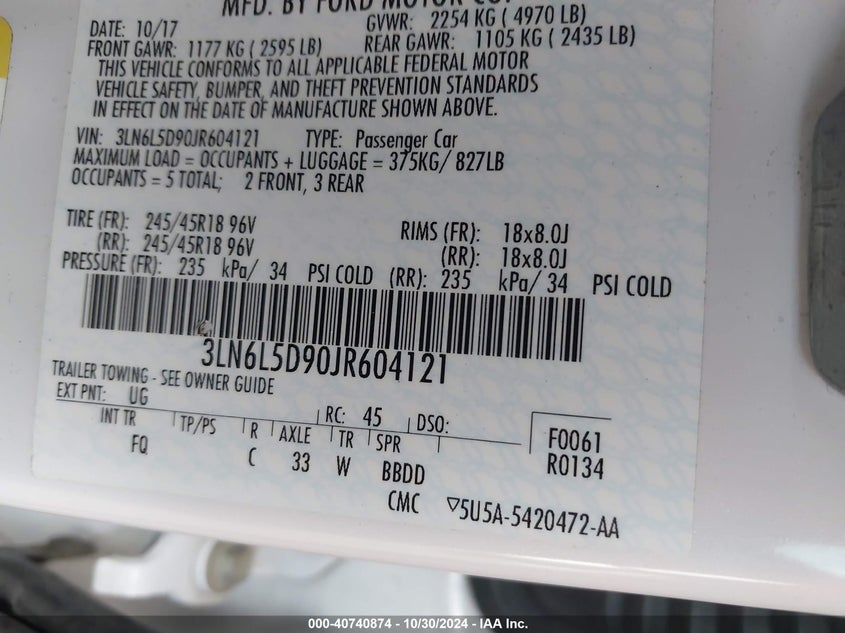 MFD. BY FORD MOTOR CO.
DATE: 10/17 GVWR: 2254 KG ( 4970 LB)
FRONT GAWR: 1177 KG ( 2595 LB) REAR GAWR: 1105 KG ( 2435 LB)
THIS VEHICLE CONFORMS TO ALL APPLICABLE FEDERAL MOTOR
VEHICLE SAFETY, BUMPER, AND THEFT PREVENTION STANDARDS
IN EFFECT ON THE DATE OF MANUFACTURE SHOWN ABOVE.
VIN: 3LN6L5D90JR604121 TYPE: Passenger Car
MAXIMUM LOAD = OCCUPANTS + LUGGAGE = 375KG/ 827LB
OCCUPANTS = 5 TOTAL; 2 FRONT, 3 REAR
TIRE (FR): 245/45R18 96V RIMS (FR): 18x8.0J
(RR): 245/45R18 96V (RR): 18x8.0J
PRESSURE (FR): 235 kPa/ 34 PSI COLD (RR): 235 kPa/ 34 PSI COLD
3LN6L5D90JR604121
TRAILER TOWING - SEE OWNER GUIDE
EXT PNT: UG RC: 45 DSO:
INT TR TP/PS R AXLE TR SPR F0061
FQ C 33 W BBDD R0134
CMC ▽5U5A-5420472-AA
000-40740874 - 10/30/2024 - IAA Inc.